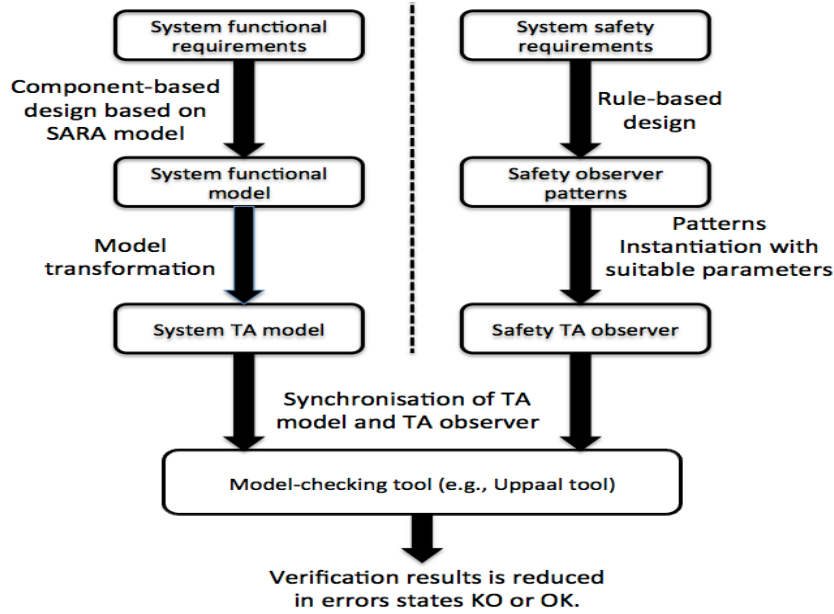 System functional
requirements
System safety
requirements
Component-based
design based on
SARA model
Rule-based
design
System functional
model
Safety observer
patterns
Model
transformation
Patterns
Instantiation with
suitable parameters
System TA model
Safety TA observer
Synchronisation of TA
model and TA observer
Model-checking tool (e.g., Uppaal tool)
Verification results is reduced
in errors states KO or OK.